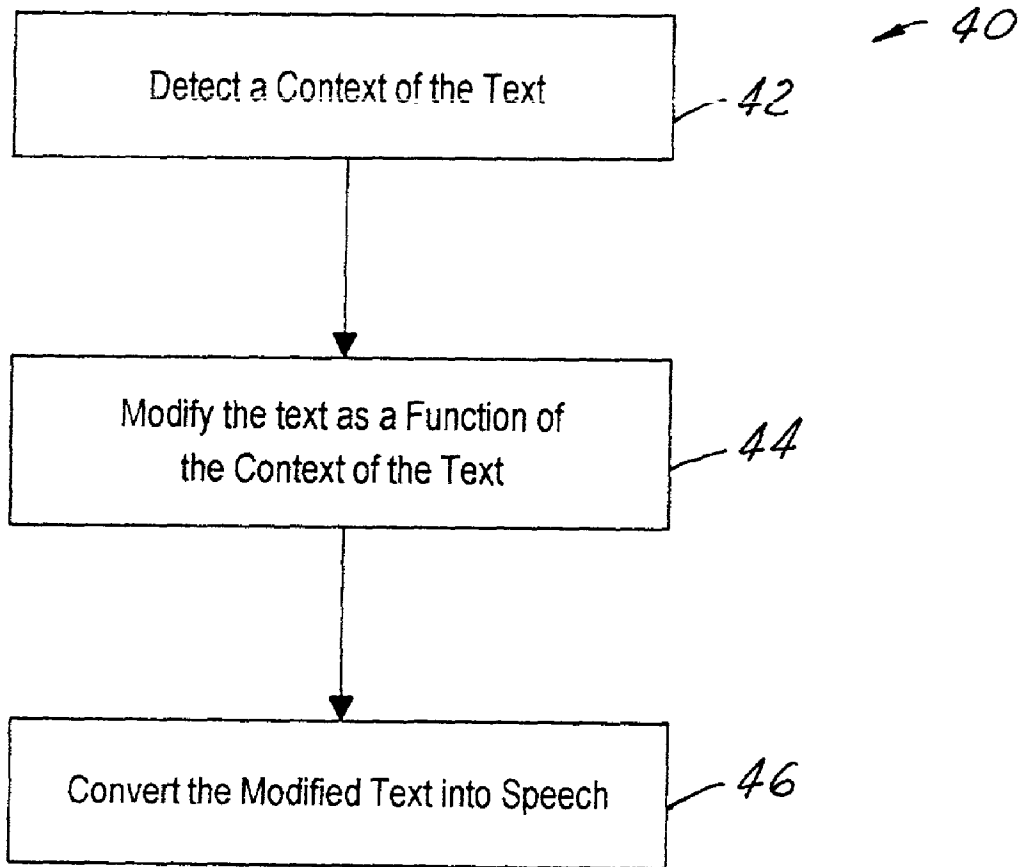 40
Detect a Context of the Text
42
Modify the text as a Function of
the Context of the Text
44
Convert the Modified Text into Speech
46